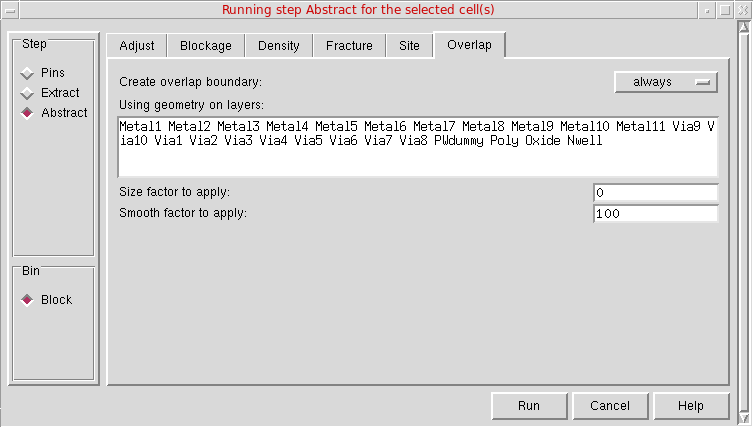 Running step Abstract for the selected cell(s)
Step
Pins
Extract
Abstract
Bin
Block
Adjust Blockage Density Fracture Site Overlap
Create overlap boundary: always
Using geometry on layers:
Metal1 Metal2 Metal3 Metal4 Metal5 Metal6 Metal7 Metal8 Metal9 Metal10 Metal11 Via9 V
ia10 Via1 Via2 Via3 Via4 Via5 Via6 Via7 Via8 PWdummy Poly Oxide Nwell
Size factor to apply: 0
Smooth factor to apply: 100
Run Cancel Help